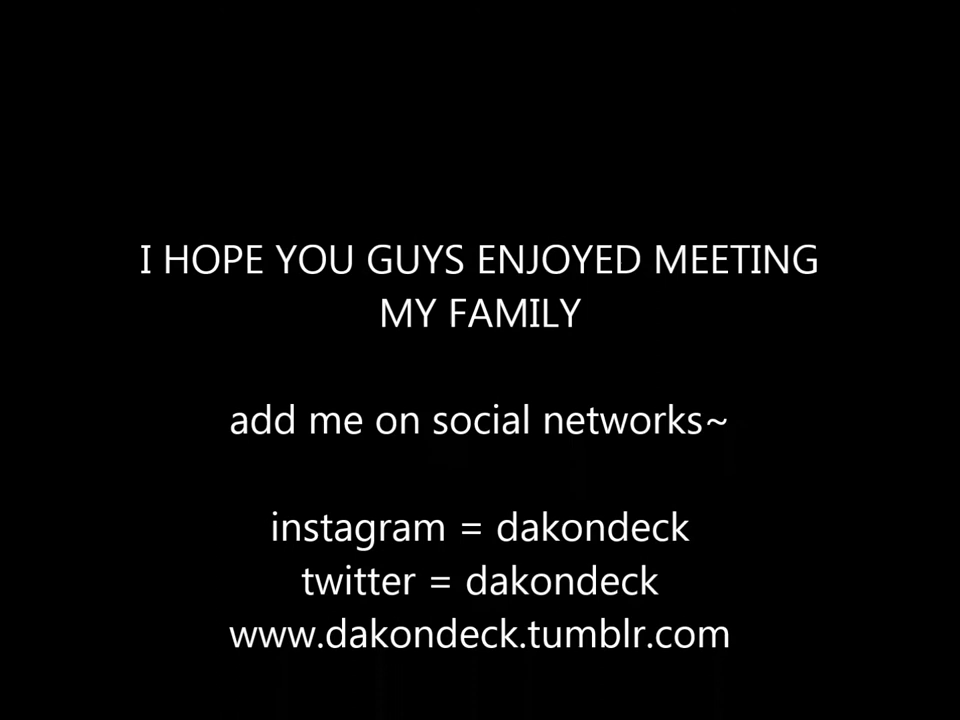 I HOPE YOU GUYS ENJOYED MEETING
MY FAMILY
add me on social networks~
instagram = dakondeck
twitter = dakondeck
www.dakondeck.tumblr.com